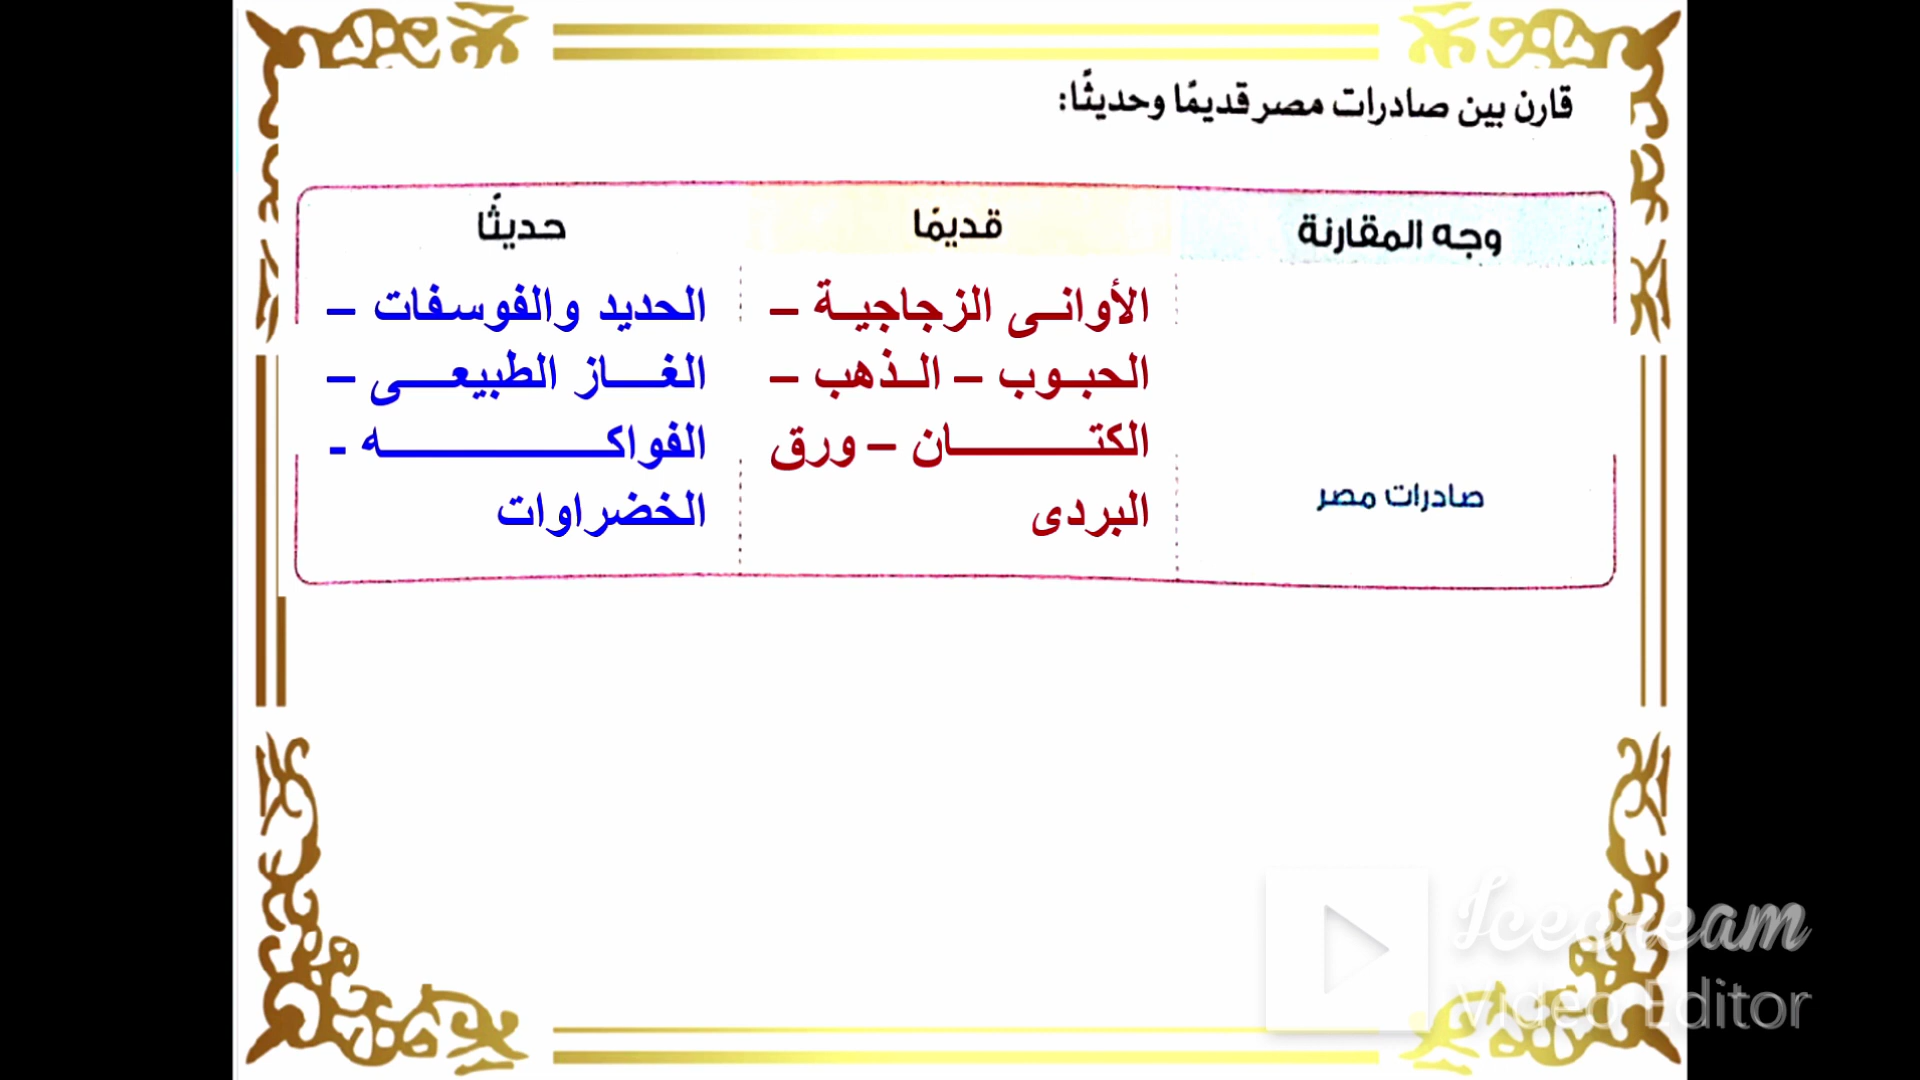 قارن بين صادرات مصر قديمًا وحديثًا:
وجه المقارنة
قديمًا
حديثًا
صادرات مصر
الأوانى الزجاجية –
الحبوب – الذهب –
الكتان – ورق
البردى
الحديد والفوسفات –
الغاز الطبيعى –
الفواكه -
الخضراوات
Icecream
Video Editor